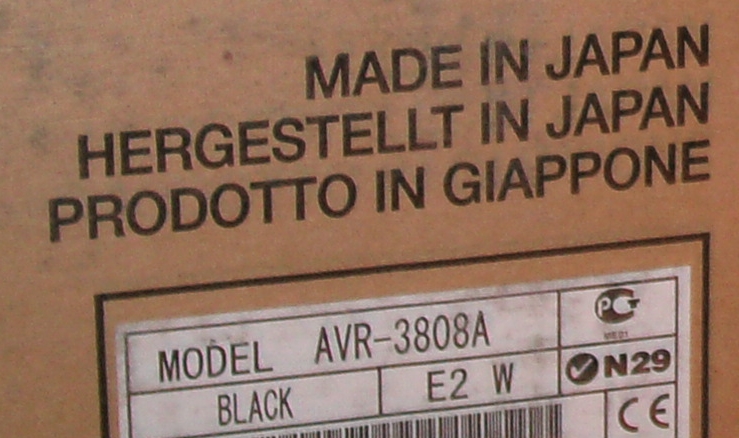 MADE IN JAPAN
HERGESTELLT IN JAPAN
PRODOTTO IN GIAPPONE
MODEL AVR-3808A
BLACK E2 W
N29
CE